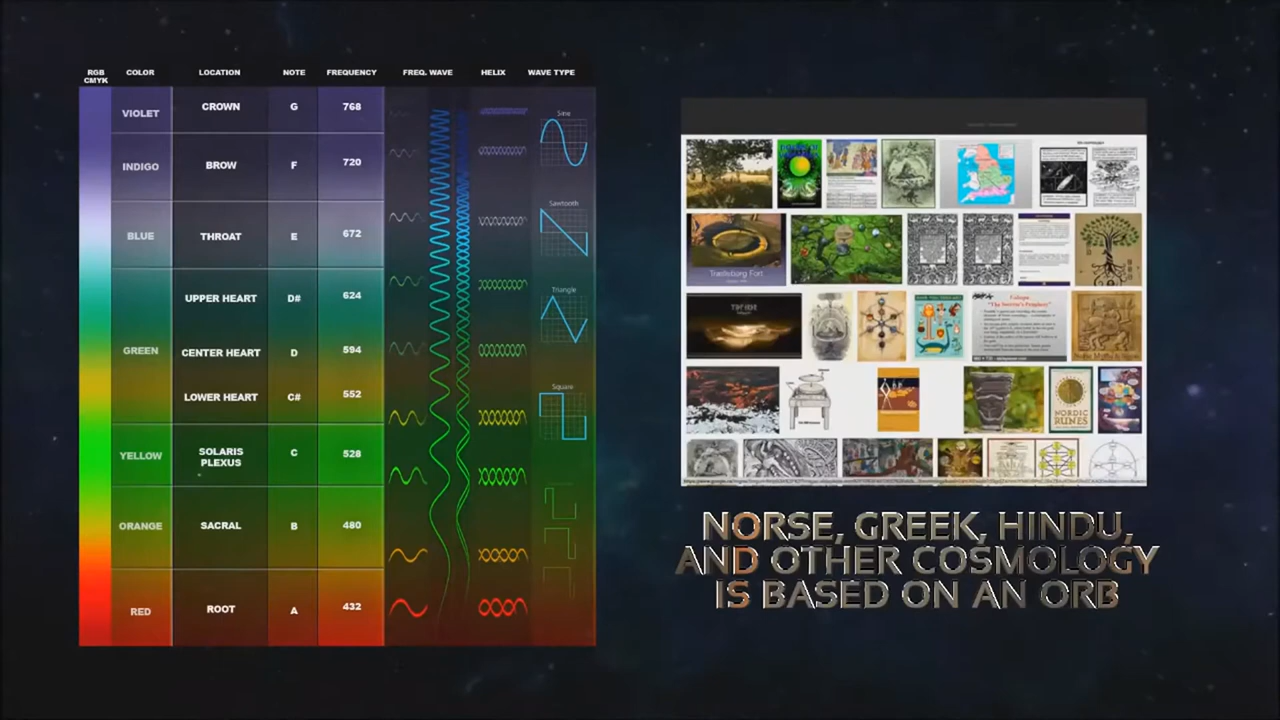 RGB
CMYK
COLOR
LOCATION
NOTE
FREQUENCY
FREQ. WAVE
HELIX
WAVE TYPE
VIOLET
CROWN
G
768
Sine
INDIGO
BROW
F
720
BLUE
THROAT
E
672
Sawtooth
UPPER HEART
D#
624
Triangle
GREEN
CENTER HEART
D
594
LOWER HEART
C#
552
Square
YELLOW
SOLARIS
PLEXUS
C
528
ORANGE
SACRAL
B
480
RED
ROOT
A
432
Trelleborg Fort
"The Seeress's Prophecy"
NORDIC
RUNES
NORSE, GREEK, HINDU,
AND OTHER COSMOLOGY
IS BASED ON AN ORB